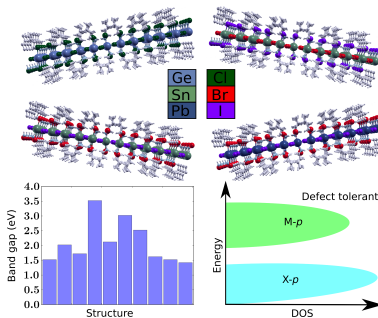 Ge Cl
Sn Br
Pb I
4.0
3.5
3.0
2.5
2.0
1.5
1.0
0.5
0.0
Band gap (eV)
Structure
Defect tolerant
M-p
X-p
Energy
DOS